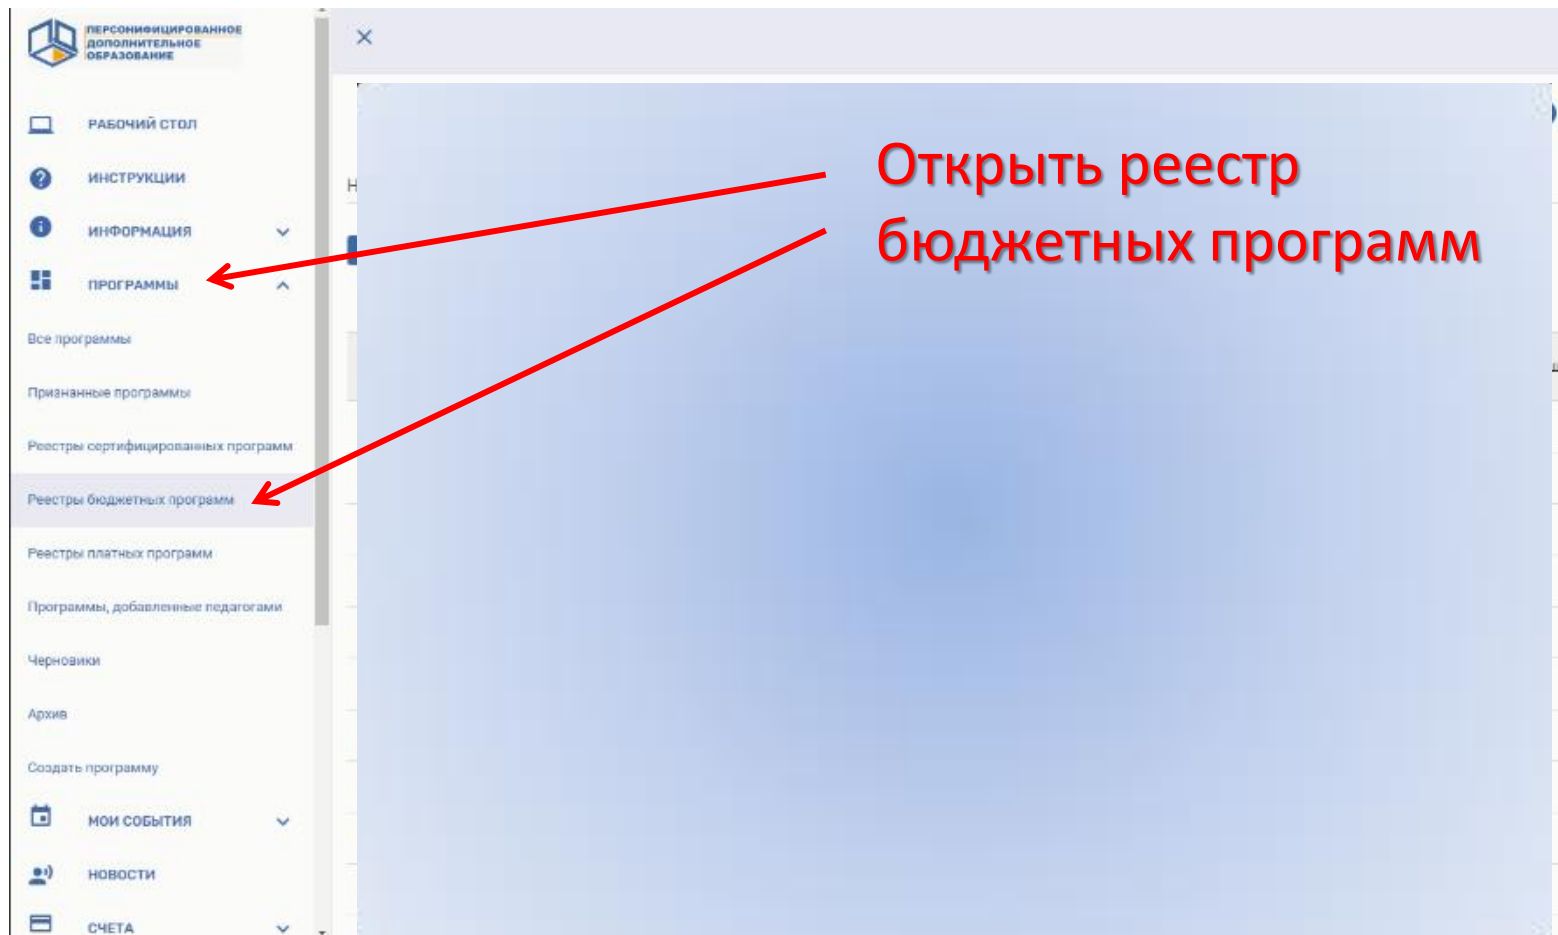 ПЕРСОНИФИЦИРОВАННОЕ
ДОПОЛНИТЕЛЬНОЕ
ОБРАЗОВАНИЕ
РАБОЧИЙ СТОЛ
ИНСТРУКЦИИ
ИНФОРМАЦИЯ
ПРОГРАММЫ
Все программы
Признанные программы
Реестры сертифицированных программ
Реестры бюджетных программ
Реестры платных программ
Программы, добавленные педагогами
Черновики
Архив
Создать программу
МОИ СОБЫТИЯ
НОВОСТИ
СЧЕТА
Открыть реестр
бюджетных программ